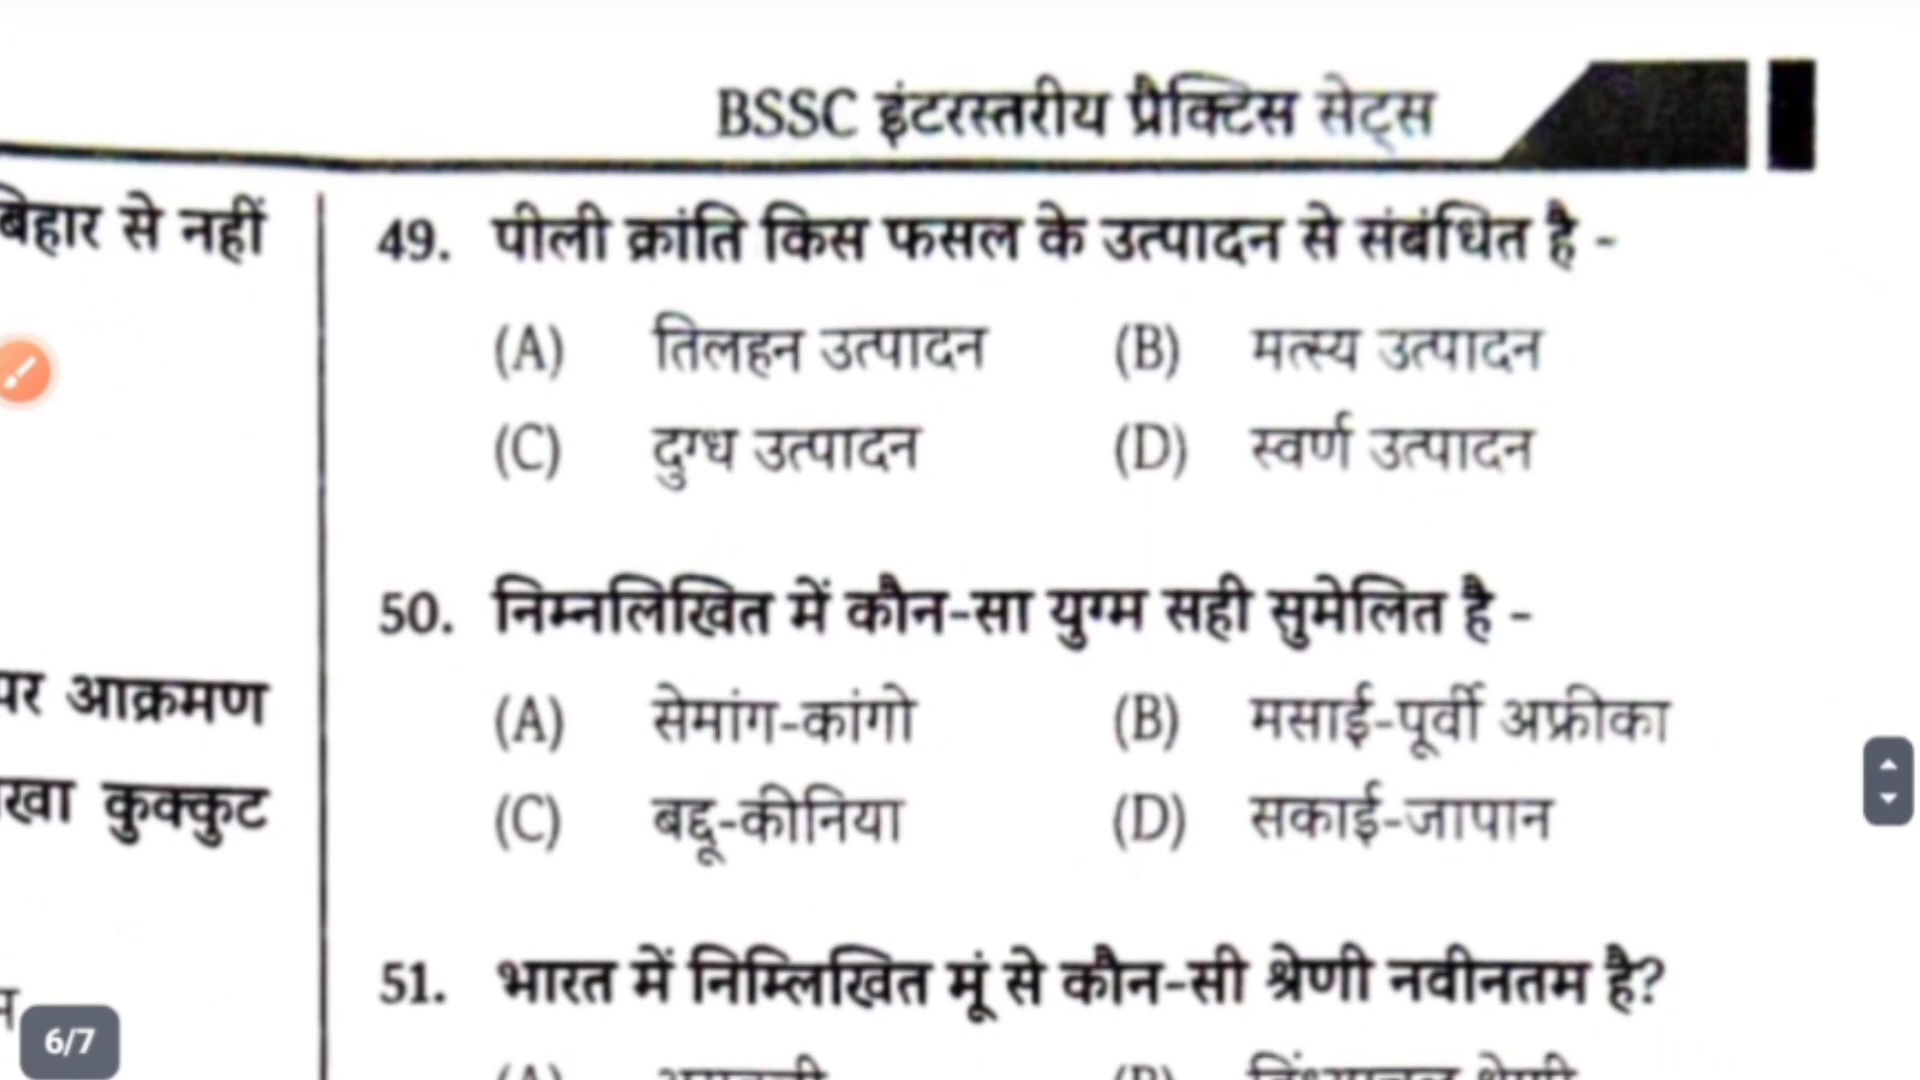 BSSC इंटरस्तरीय प्रैक्टिस सेट्स
बिहार से नहीं
पर आक्रमण
कुक्कुट
49. पीली क्रांति किस फसल के उत्पादन से संबंधित है -
(A) तिलहन उत्पादन (B) मत्स्य उत्पादन
(C) दुग्ध उत्पादन (D) स्वर्ण उत्पादन
50. निम्नलिखित में कौन-सा युग्म सही सुमेलित है -
(A) सेमांग-कांगो (B) मसाई-पूर्वी अफ्रीका
(C) बद्दू-कीनिया (D) सकाई-जापान
51. भारत में निम्लिखित मूं से कौन-सी श्रेणी नवीनतम है?
6/7